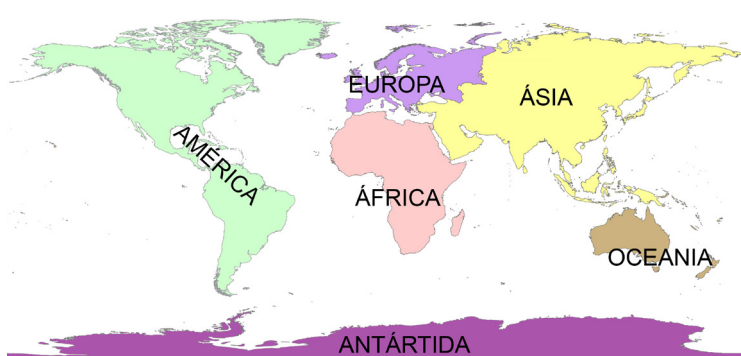 EUROPA
ÁSIA
AMÉRICA
ÁFRICA
OCEANIA
ANTÁRTIDA